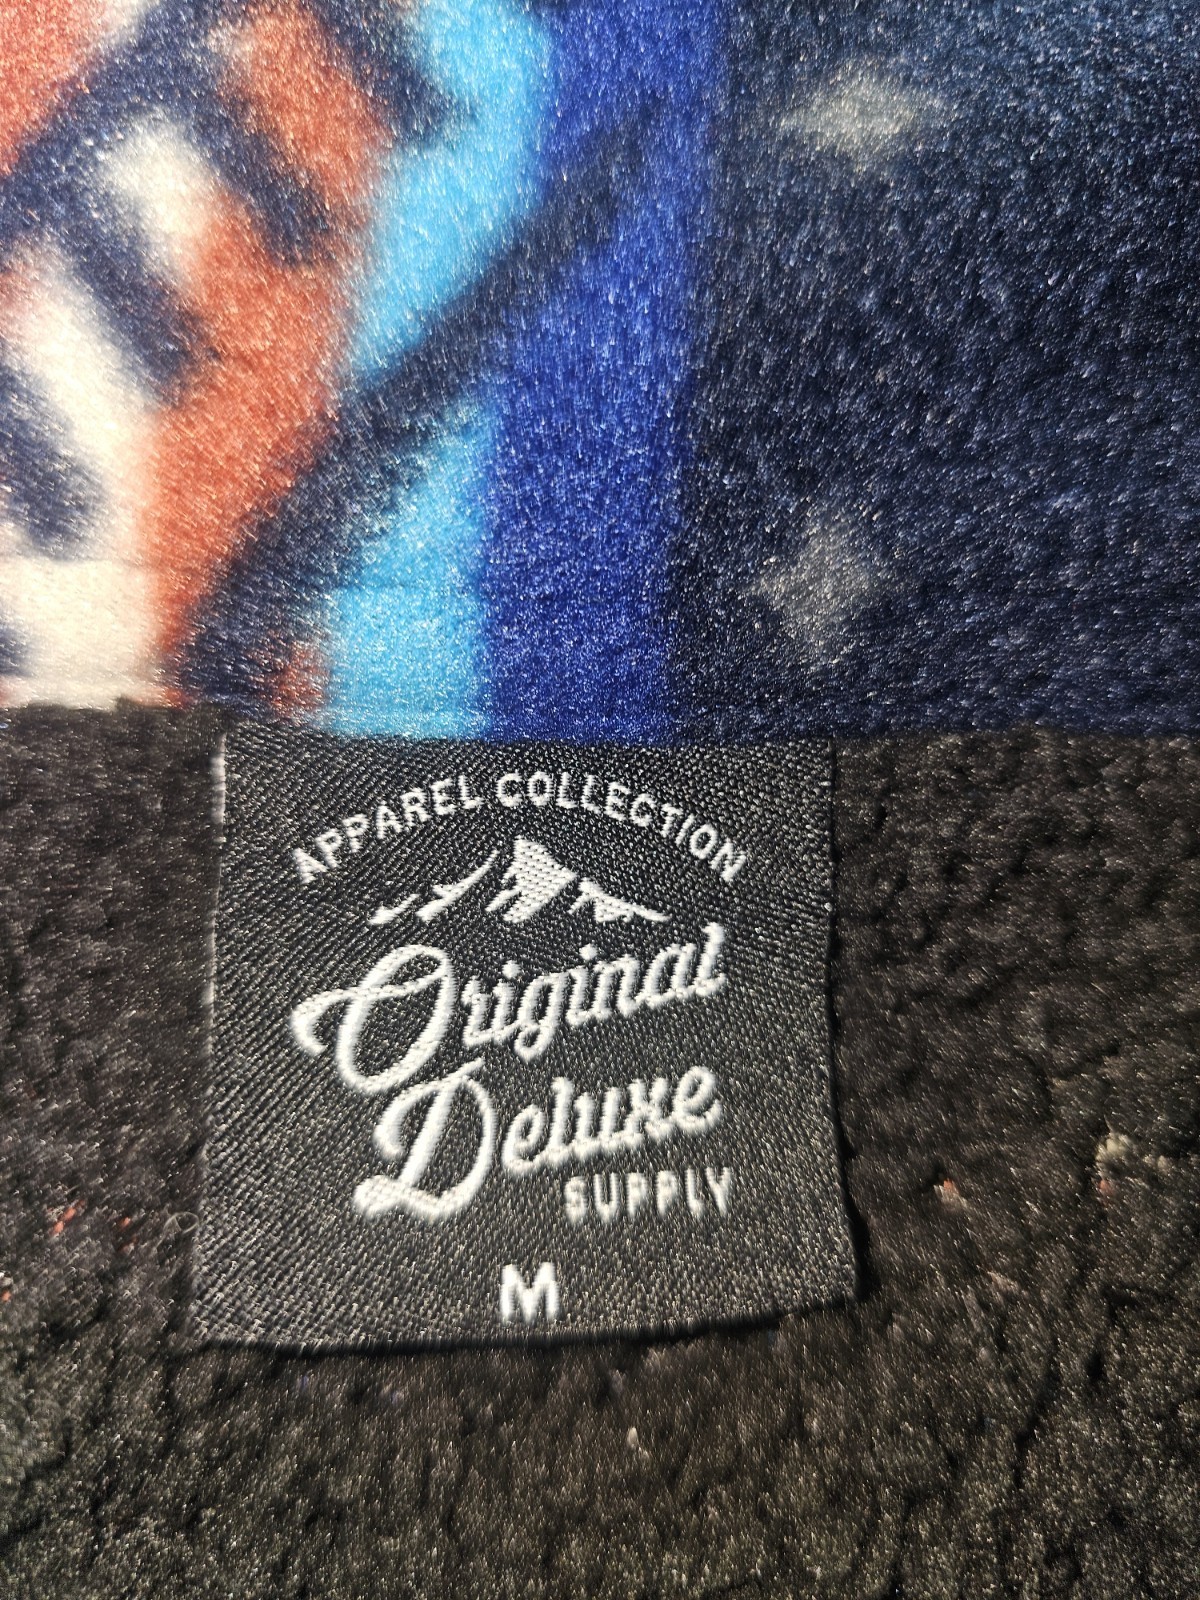 APPAREL COLLECTION
Original
Deluxe
SUPPLY
M